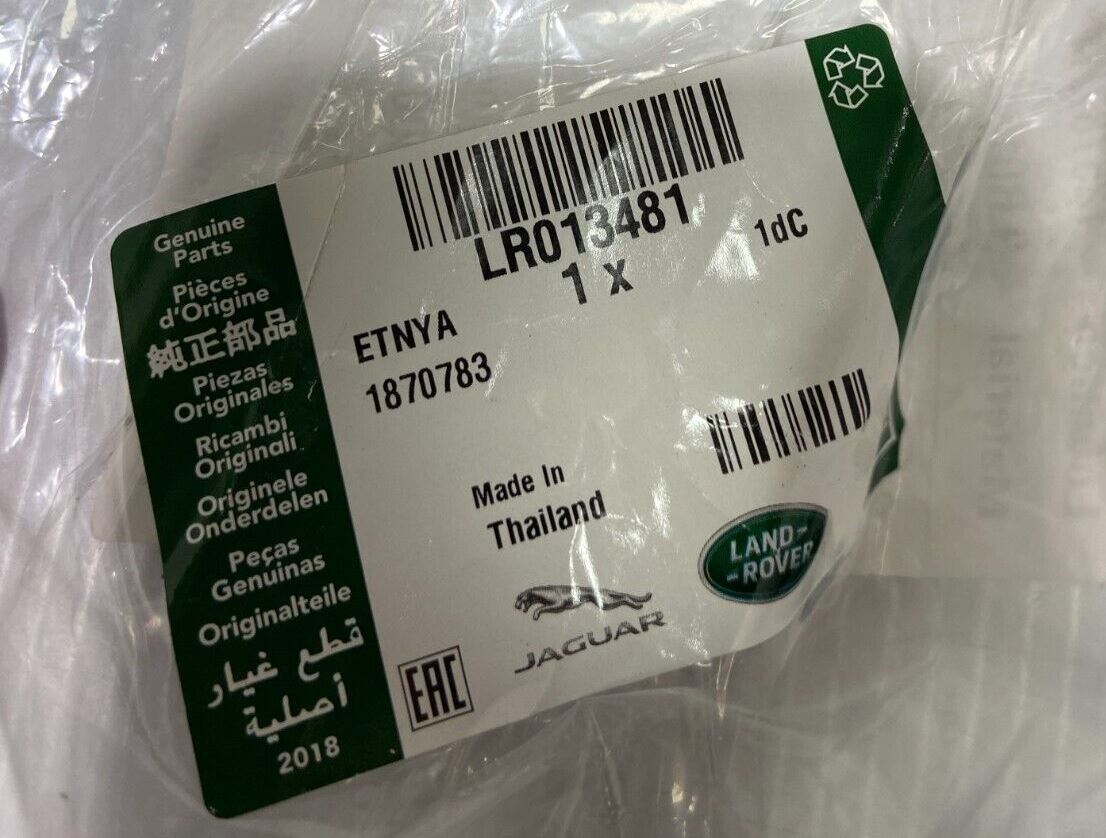 Genuine
Parts
Pièces
d'Origine
純正部品
Piezas
Originales
Ricambi
Originali
Originele
Onderdelen
Peças
Genuinas
Originalteile
قطع غيار
أصلية
2018
LR013481
1 X
1dC
ETNYA
1870783
Made In
Thailand
EAC
JAGUAR
LAND-
-ROVER